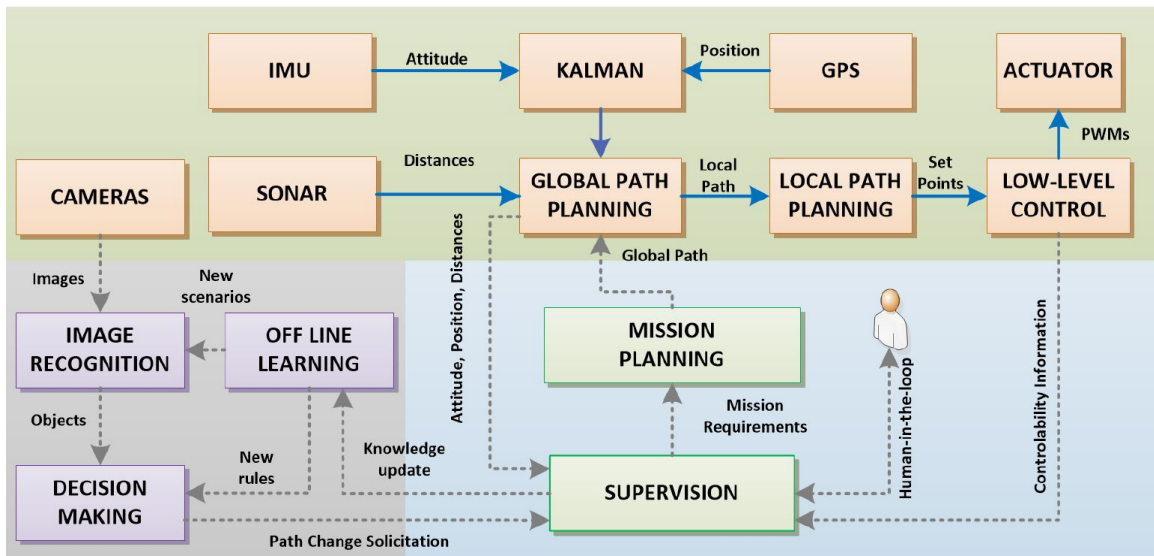 IMU
Attitude
KALMAN
Position
GPS
ACTUATOR
PWMs
CAMERAS
SONAR
Distances
GLOBAL PATH
PLANNING
Local
Path
LOCAL PATH
PLANNING
Set
Points
LOW-LEVEL
CONTROL
Images
New
scenarios
Attitude, Position, Distances
Global Path
IMAGE
RECOGNITION
OFF LINE
LEARNING
MISSION
PLANNING
Human-in-the-loop
Controlability Information
Objects
New
rules
Knowledge
update
Mission
Requirements
DECISION
MAKING
SUPERVISION
Path Change Solicitation